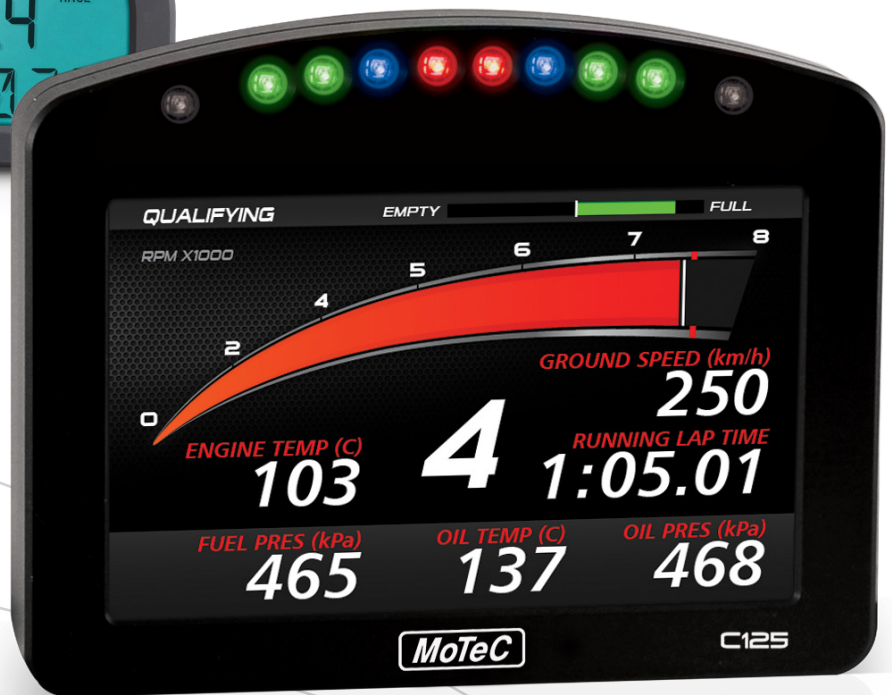 QUALIFYING
EMPTY
FULL
RPM X1000
0
2
4
5
6
7
8
GROUND SPEED (km/h)
250
ENGINE TEMP (C)
103
4
RUNNING LAP TIME
1:05.01
FUEL PRES (kPa)
465
OIL TEMP (C)
137
OIL PRES (kPa)
468
MoTeC
C125